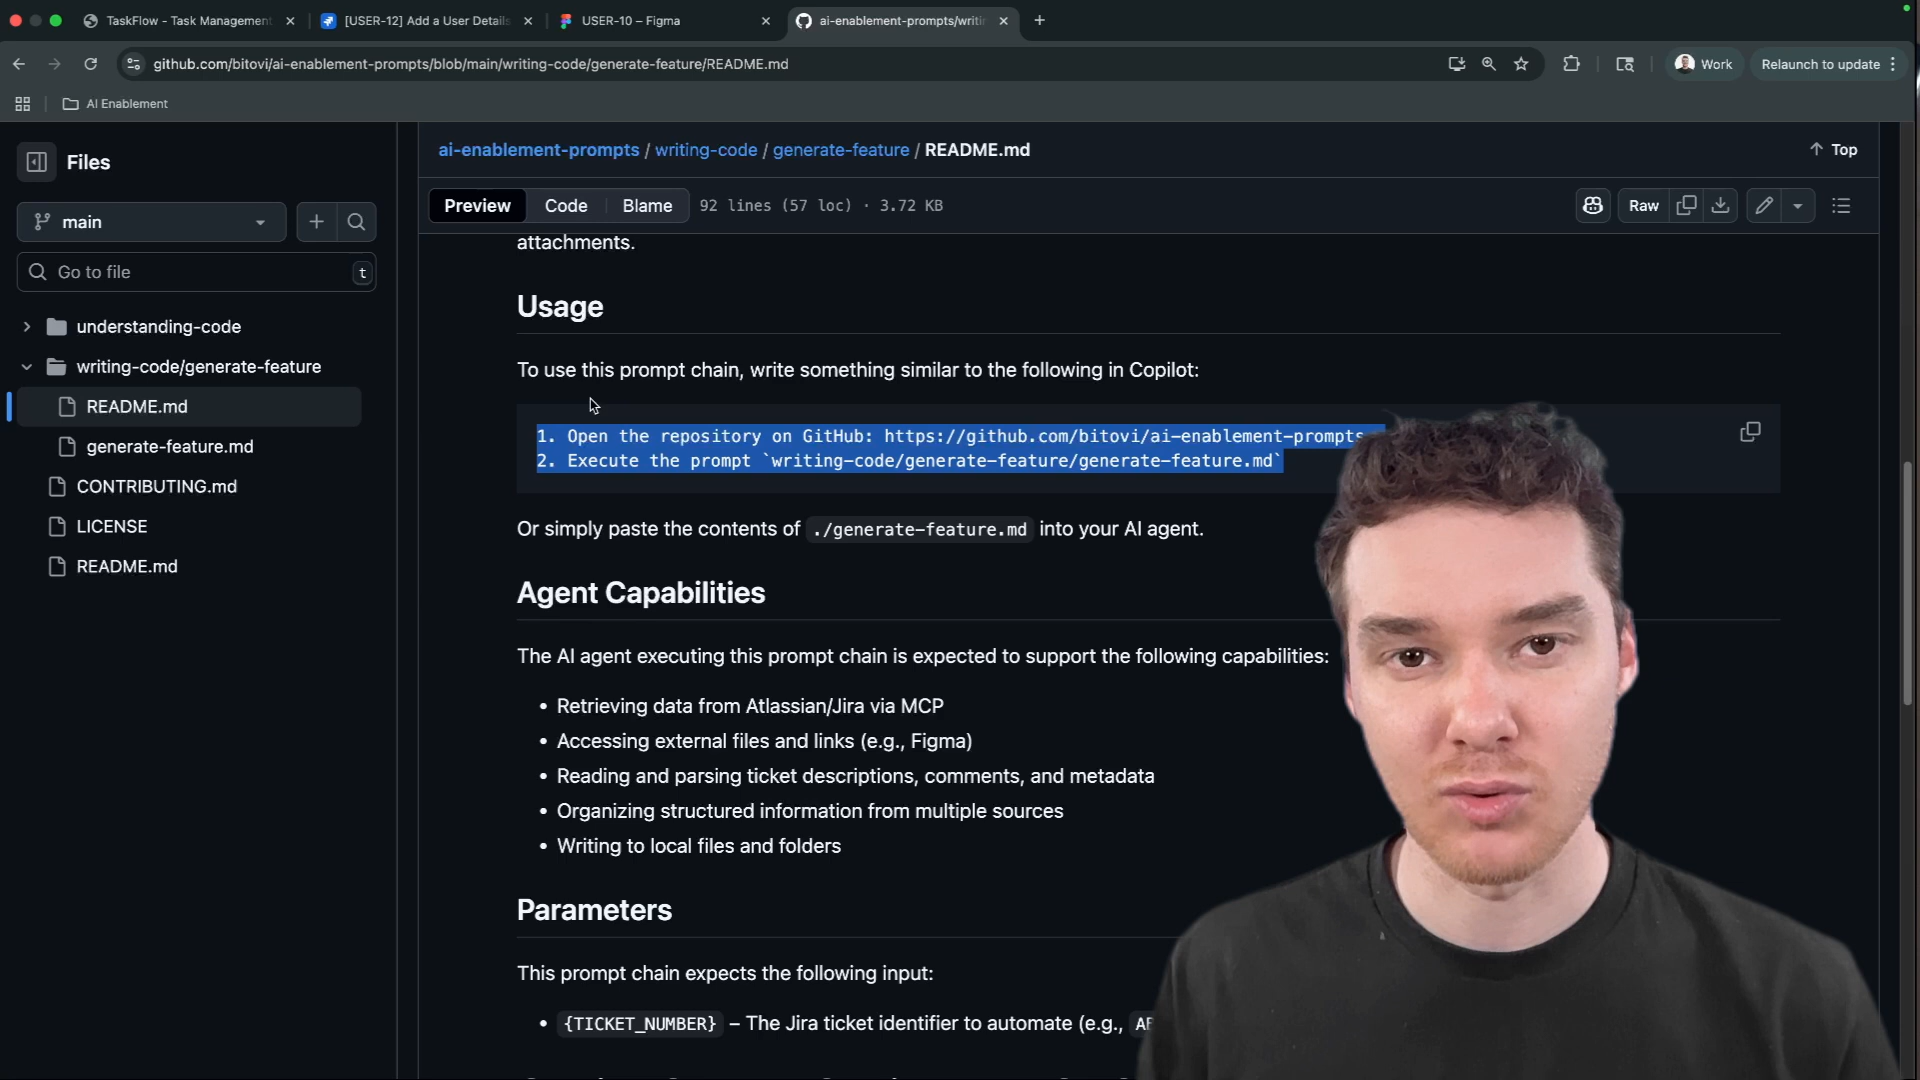 TaskFlow - Task Management
[USER-12] Add a User Details
USER-10 – Figma
ai-enablement-prompts/writi
github.com/bitovi/ai-enablement-prompts/blob/main/writing-code/generate-feature/README.md
Work
Relaunch to update
AI Enablement
Files
main
Go to file
t
understanding-code
writing-code/generate-feature
README.md
generate-feature.md
CONTRIBUTING.md
LICENSE
README.md
ai-enablement-prompts / writing-code / generate-feature / README.md
Top
Preview
Code
Blame
92 lines (57 loc) · 3.72 KB
Raw
attachments.
Usage
To use this prompt chain, write something similar to the following in Copilot:
1. Open the repository on GitHub: https://github.com/bitovi/ai-enablement-prompts
2. Execute the prompt `writing-code/generate-feature/generate-feature.md`
Or simply paste the contents of ./generate-feature.md into your AI agent.
Agent Capabilities
The AI agent executing this prompt chain is expected to support the following capabilities:
• Retrieving data from Atlassian/Jira via MCP
• Accessing external files and links (e.g., Figma)
• Reading and parsing ticket descriptions, comments, and metadata
• Organizing structured information from multiple sources
• Writing to local files and folders
Parameters
This prompt chain expects the following input:
• {TICKET_NUMBER} – The Jira ticket identifier to automate (e.g.,